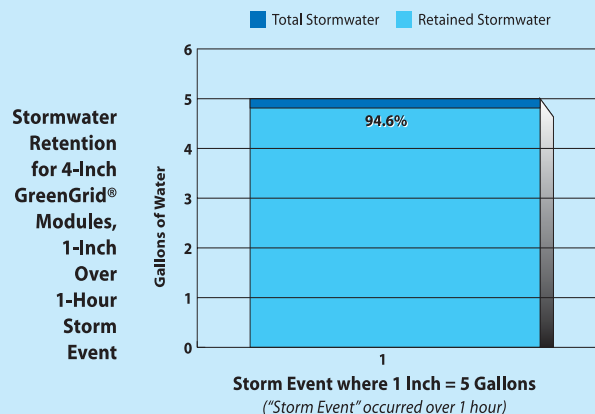 Total Stormwater Retained Stormwater
Stormwater
Retention
for 4-Inch
GreenGrid®
Modules,
1-Inch
Over
1-Hour
Storm
Event
Gallons of Water
6
5
4
3
2
1
0
94.6%
1
Storm Event where 1 Inch = 5 Gallons
("Storm Event" occurred over 1 hour)